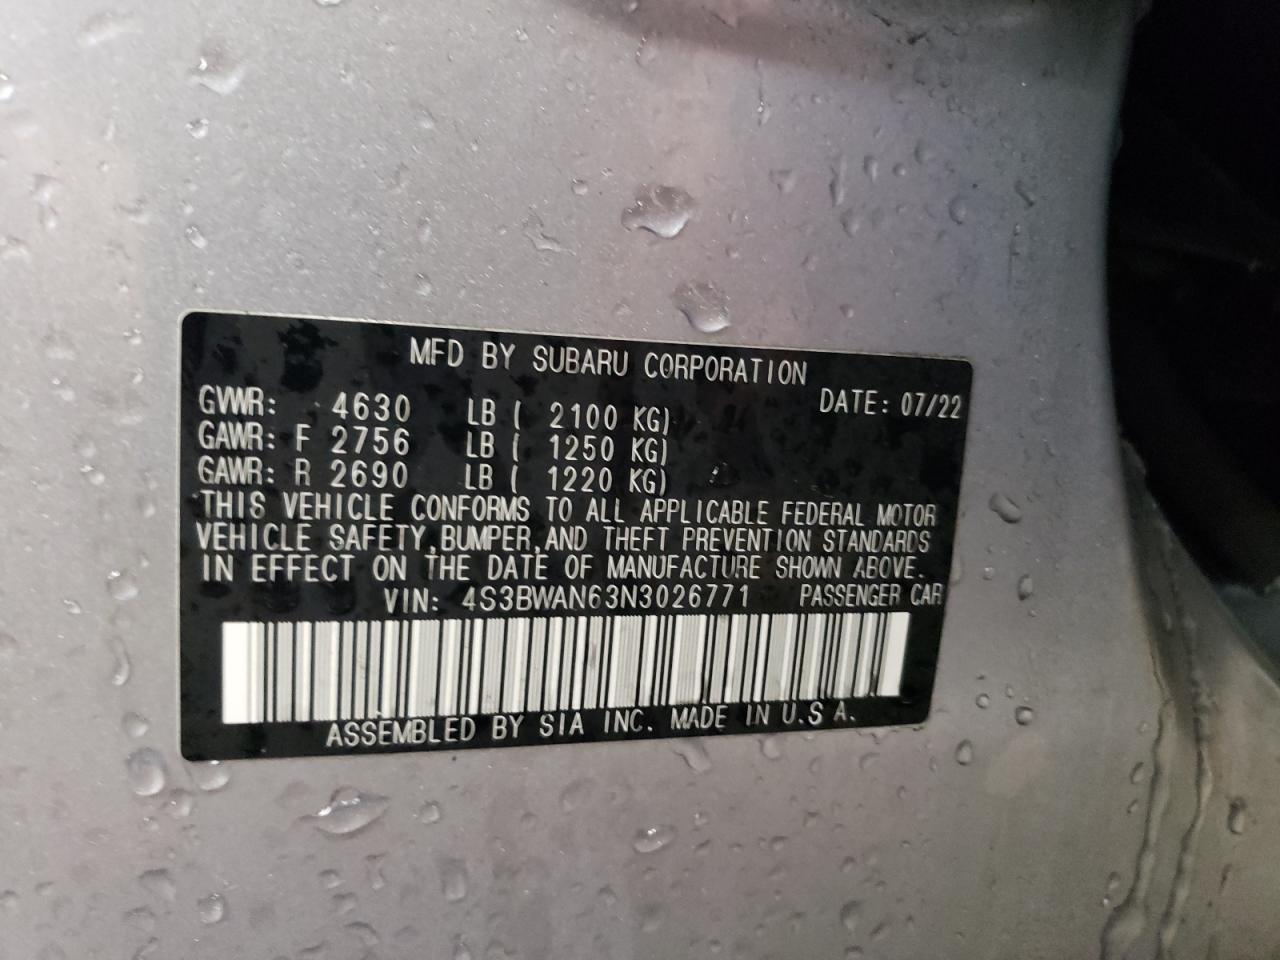 MFD BY SUBARU CORPORATION
GVWR: 4630 LB ( 2100 KG) DATE: 07/22
GAWR: F 2756 LB ( 1250 KG)
GAWR: R 2690 LB ( 1220 KG)
THIS VEHICLE CONFORMS TO ALL APPLICABLE FEDERAL MOTOR
VEHICLE SAFETY,BUMPER,AND THEFT PREVENTION STANDARDS
IN EFFECT ON THE DATE OF MANUFACTURE SHOWN ABOVE.
VIN: 4S3BWAN63N3026771 PASSENGER CAR
ASSEMBLED BY SIA INC. MADE IN U.S A.